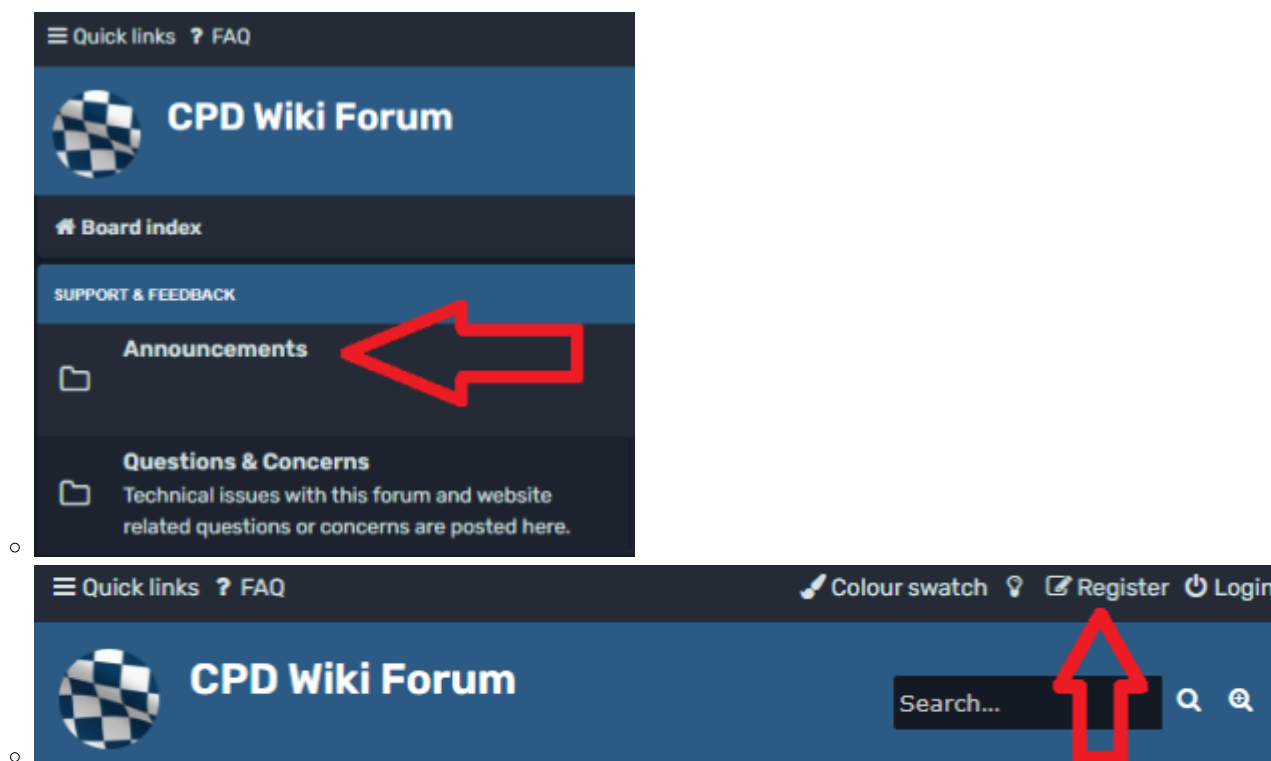 Quick links ? FAQ
CPD Wiki Forum
Board index
SUPPORT & FEEDBACK
Announcements
Questions & Concerns
Technical issues with this forum and website
related questions or concerns are posted here.
Quick links ? FAQ Colour swatch Register Login
CPD Wiki Forum
Search...